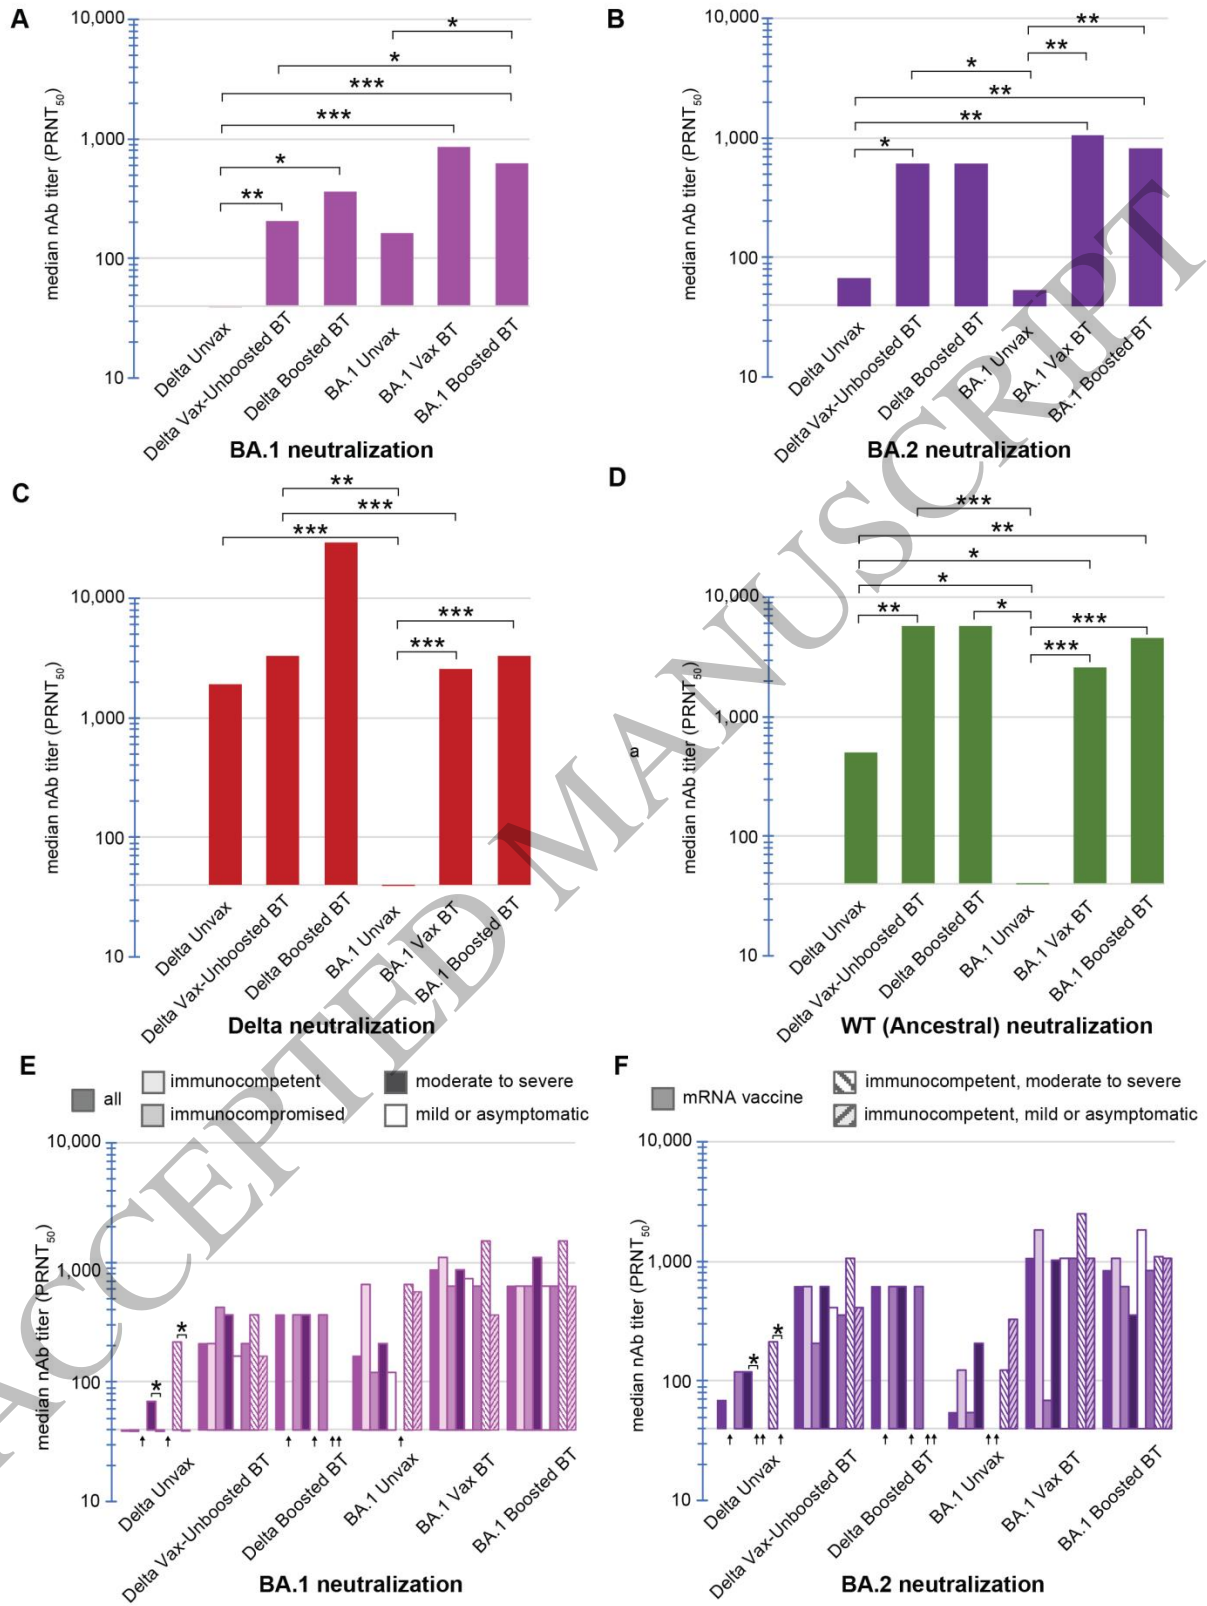 A
10,000
1,000
100
10
median nAb titer (PRNT50)
*
*
***
***
*
**
Delta Unvax
Delta Vax-Unboosted BT
Delta Boosted BT
BA.1 Unvax
BA.1 Vax BT
BA.1 Boosted BT
BA.1 neutralization
B
10,000
1,000
100
10
median nAb titer (PRNT50)
**
**
*
**
**
*
Delta Unvax
Delta Vax-Unboosted BT
Delta Boosted BT
BA.1 Unvax
BA.1 Vax BT
BA.1 Boosted BT
BA.2 neutralization
C
10,000
1,000
100
10
median nAb titer (PRNT50)
**
***
***
***
***
Delta Unvax
Delta Vax-Unboosted BT
Delta Boosted BT
BA.1 Unvax
BA.1 Vax BT
BA.1 Boosted BT
Delta neutralization
a
D
10,000
1,000
100
10
median nAb titer (PRNT50)
***
**
*
*
**
*
***
***
Delta Unvax
Delta Vax-Unboosted BT
Delta Boosted BT
BA.1 Unvax
BA.1 Vax BT
BA.1 Boosted BT
WT (Ancestral) neutralization
E
all
immunocompetent
immunocompromised
moderate to severe
mild or asymptomatic
10,000
1,000
100
10
median nAb titer (PRNT50)
*
*
Delta Unvax
Delta Vax-Unboosted BT
Delta Boosted BT
BA.1 Unvax
BA.1 Vax BT
BA.1 Boosted BT
BA.1 neutralization
F
mRNA vaccine
immunocompetent, moderate to severe
immunocompetent, mild or asymptomatic
10,000
1,000
100
10
median nAb titer (PRNT50)
*
*
Delta Unvax
Delta Vax-Unboosted BT
Delta Boosted BT
BA.1 Unvax
BA.1 Vax BT
BA.1 Boosted BT
BA.2 neutralization
ACCEPTED MANUSCRIPT